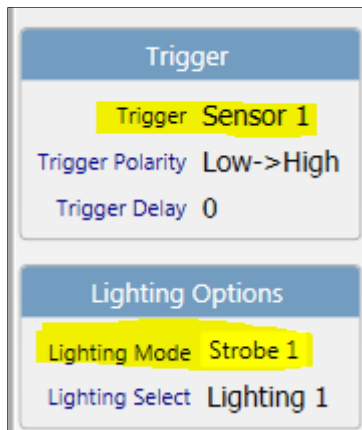 Trigger
Trigger Sensor 1
Trigger Polarity Low->High
Trigger Delay 0
Lighting Options
Lighting Mode Strobe 1
Lighting Select Lighting 1